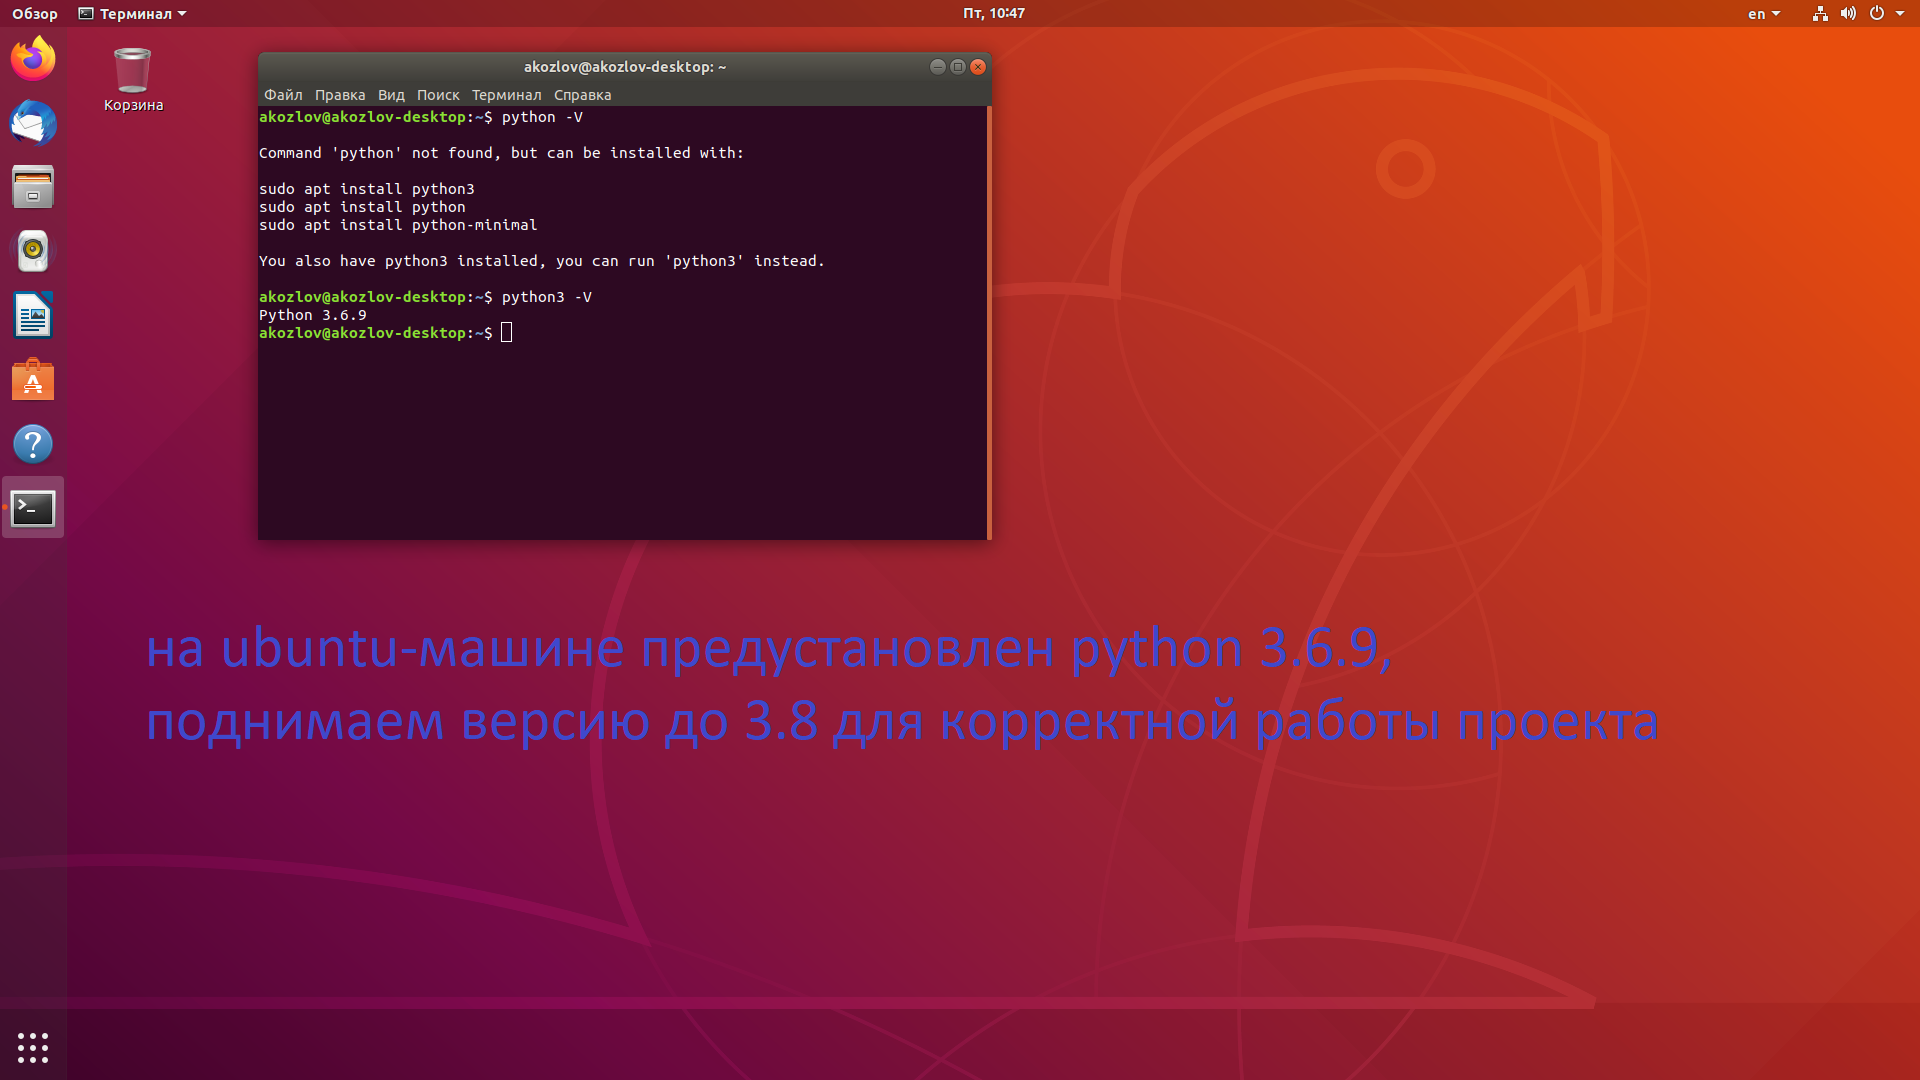 Обзор Терминал Пт, 10:47 en
Корзина
akozlov@akozlov-desktop: ~
Файл Правка Вид Поиск Терминал Справка
akozlov@akozlov-desktop:~$ python -V
Command 'python' not found, but can be installed with:
sudo apt install python3
sudo apt install python
sudo apt install python-minimal
You also have python3 installed, you can run 'python3' instead.
akozlov@akozlov-desktop:~$ python3 -V
Python 3.6.9
akozlov@akozlov-desktop:~$
на ubuntu-машине предустановлен python 3.6.9,
поднимаем версию до 3.8 для корректной работы проекта